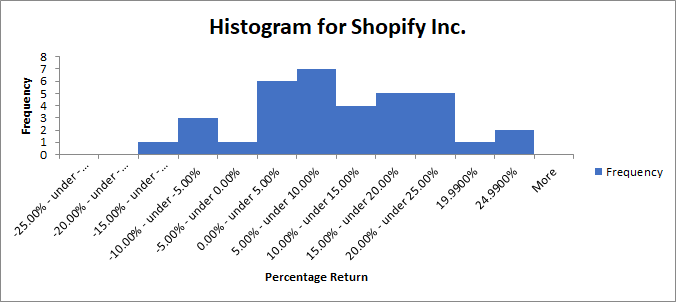 Histogram for Shopify Inc.
Frequency
8
7
6
5
4
3
2
1
0
-25.00% - under -...
-20.00% - under -...
-15.00% - under -...
-10.00% - under -5.00%
-5.00% - under 0.00%
0.00% - under 5.00%
5.00% - under 10.00%
10.00% - under 15.00%
15.00% - under 20.00%
20.00% - under 25.00%
19.9900%
24.9900%
More
Frequency
Percentage Return